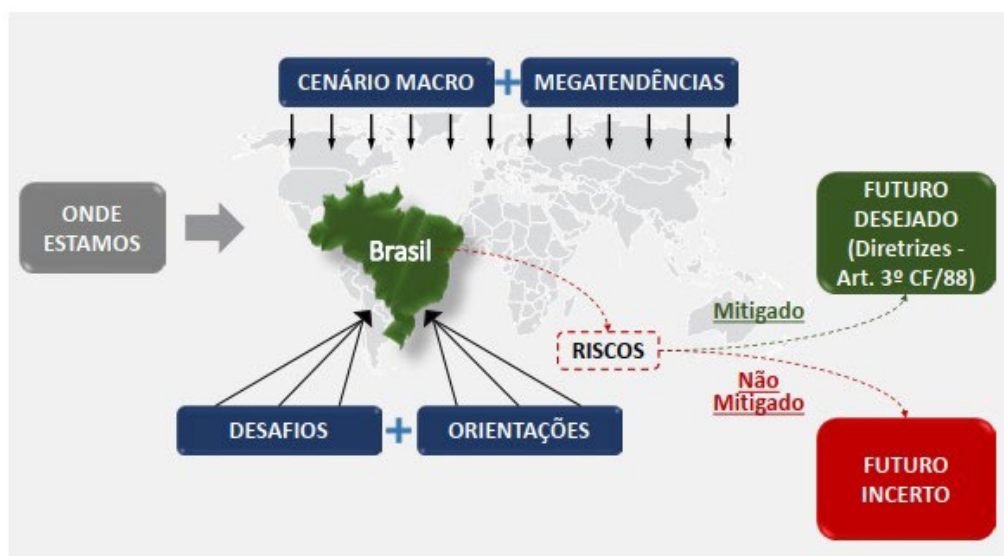 CENÁRIO MACRO + MEGATENDÊNCIAS
ONDE
ESTAMOS
Brasil
FUTURO
DESEJADO
(Diretrizes -
Art. 3º CF/88)
Mitigado
RISCOS
Não
Mitigado
DESAFIOS + ORIENTAÇÕES
FUTURO
INCERTO